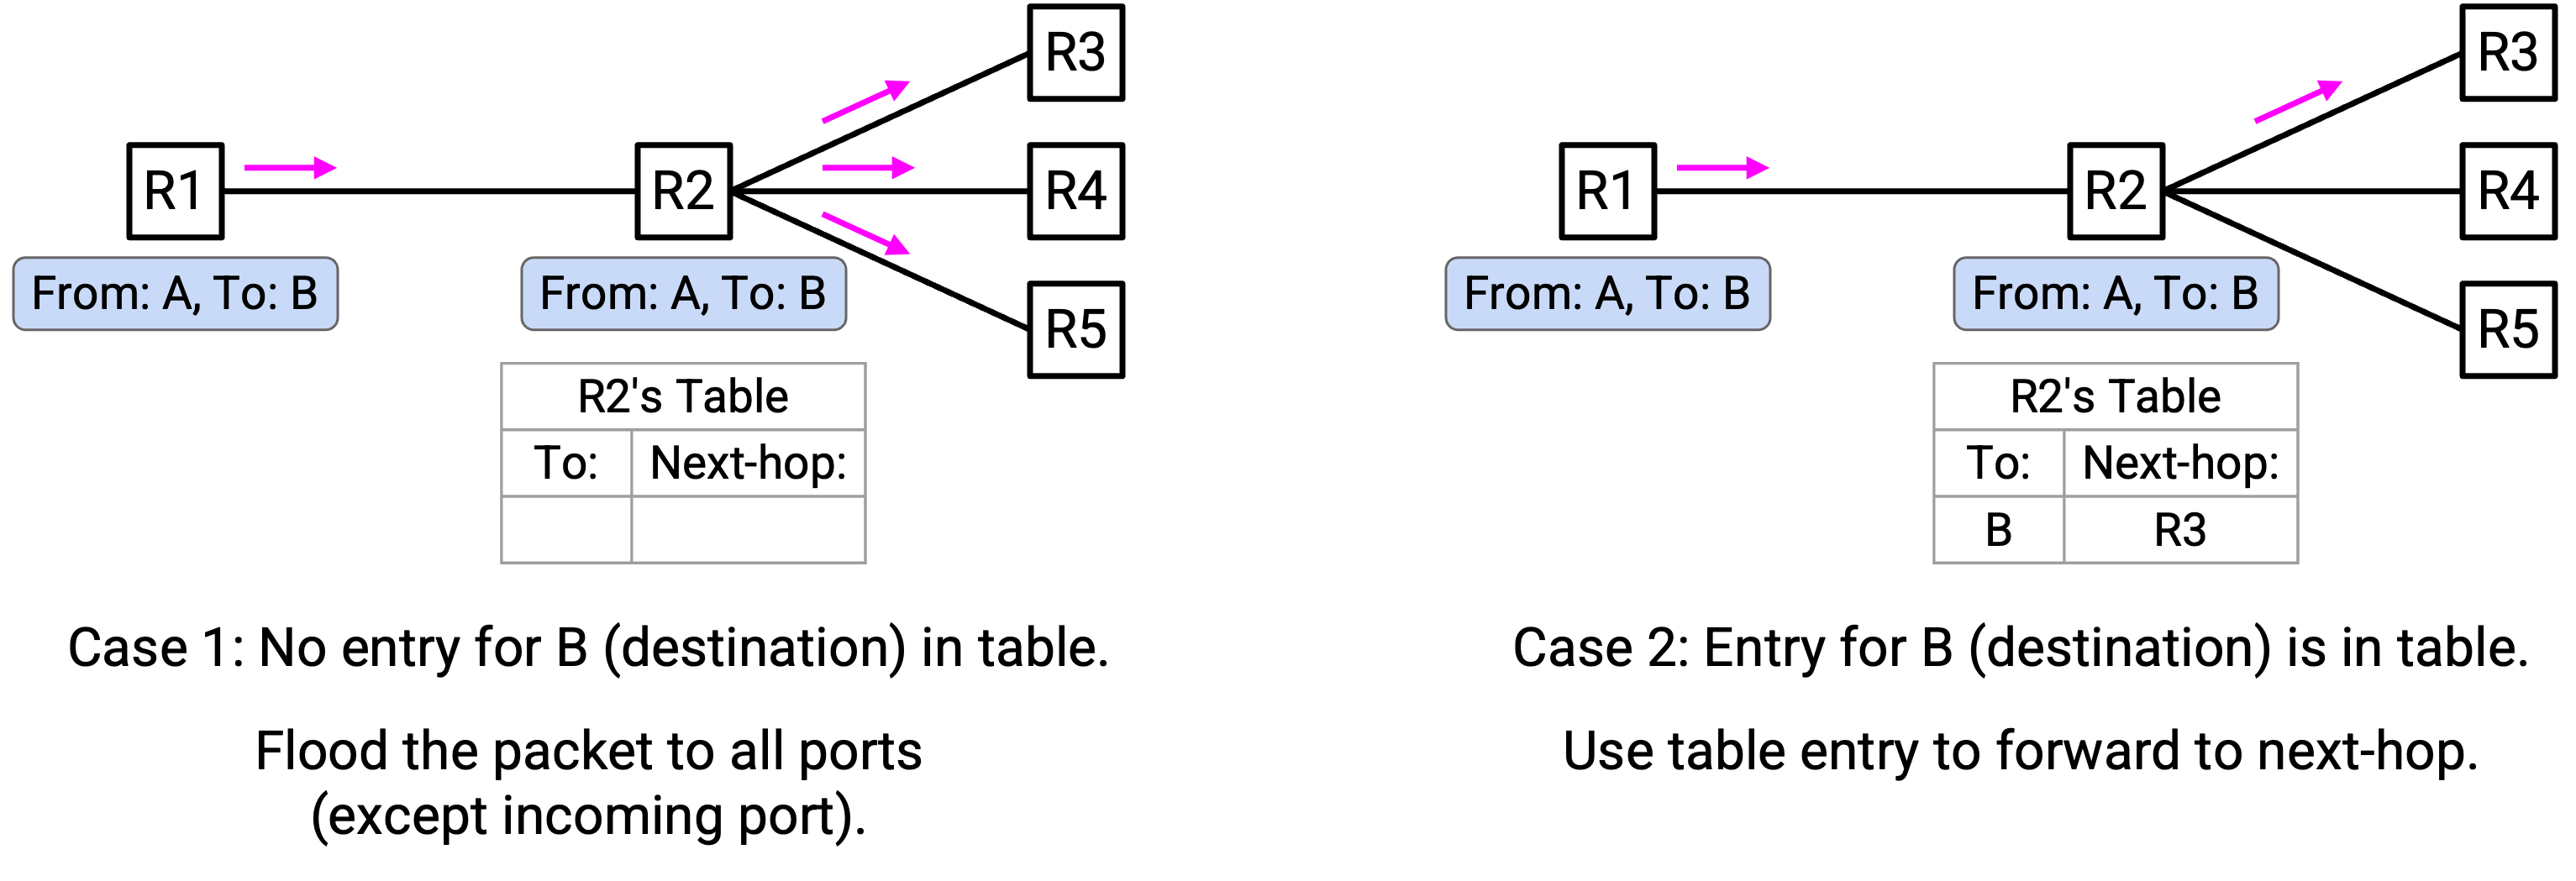 R3
R1
R2
R4
R5
From: A, To: B
From: A, To: B
R2's Table
To:
Next-hop:
Case 1: No entry for B (destination) in table.
Flood the packet to all ports
(except incoming port).
R3
R1
R2
R4
R5
From: A, To: B
From: A, To: B
R2's Table
To:
Next-hop:
B
R3
Case 2: Entry for B (destination) is in table.
Use table entry to forward to next-hop.